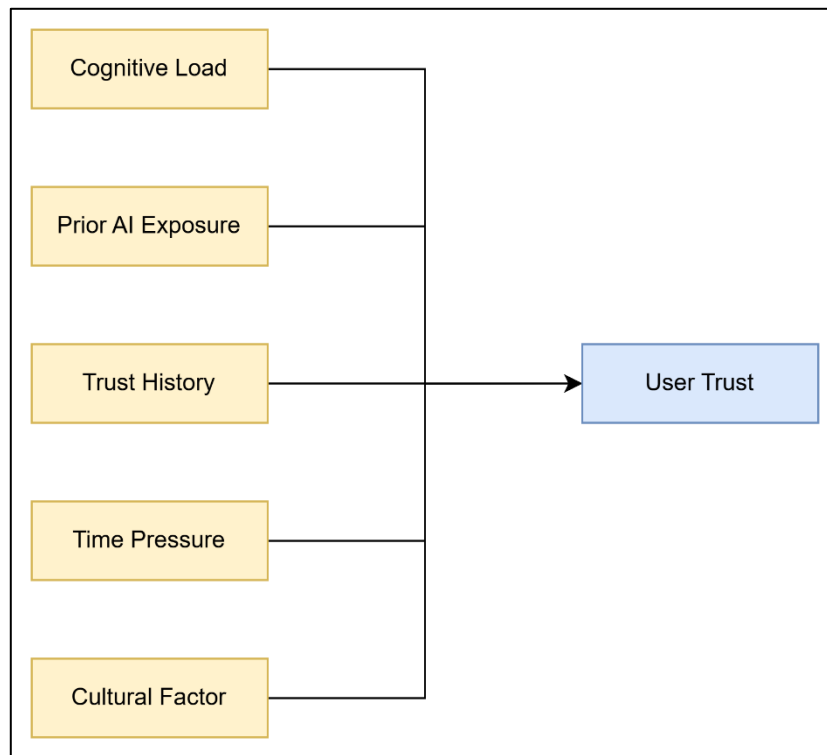 Cognitive Load
Prior AI Exposure
Trust History
User Trust
Time Pressure
Cultural Factor